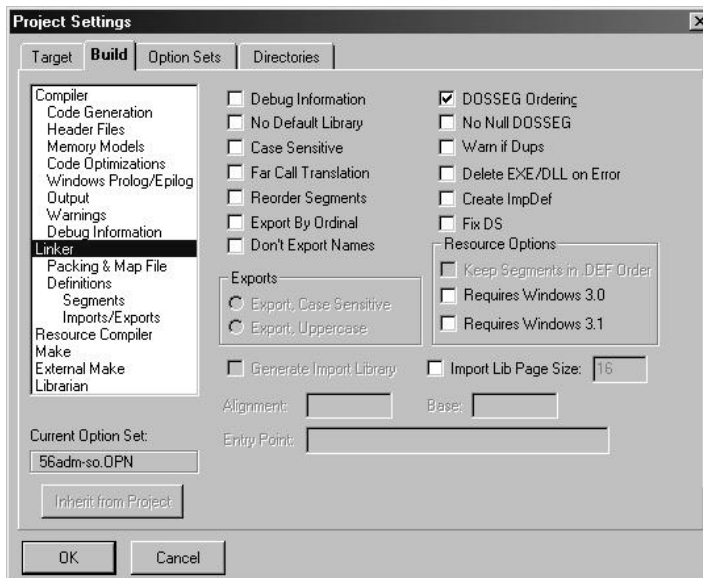 Project Settings
Target
Build
Option Sets
Directories
Compiler
Code Generation
Header Files
Memory Models
Code Optimizations
Windows Prolog/Epilog
Output
Warnings
Debug Information
Linker
Packing & Map File
Definitions
Segments
Imports/Exports
Resource Compiler
Make
External Make
Librarian
Current Option Set:
56adm-so.OPN
Inherit from Project
Debug Information
No Default Library
Case Sensitive
Far Call Translation
Reorder Segments
Export By Ordinal
Don't Export Names
DOSSEG Ordering
No Null DOSSEG
Warn if Dups
Delete EXE/DLL on Error
Create ImpDef
Fix DS
Exports
Export, Case Sensitive
Export, Uppercase
Resource Options
Keep Segments in .DEF Order
Requires Windows 3.0
Requires Windows 3.1
Generate Import Library
Import Lib Page Size: 16
Alignment:
Base:
Entry Point:
OK
Cancel